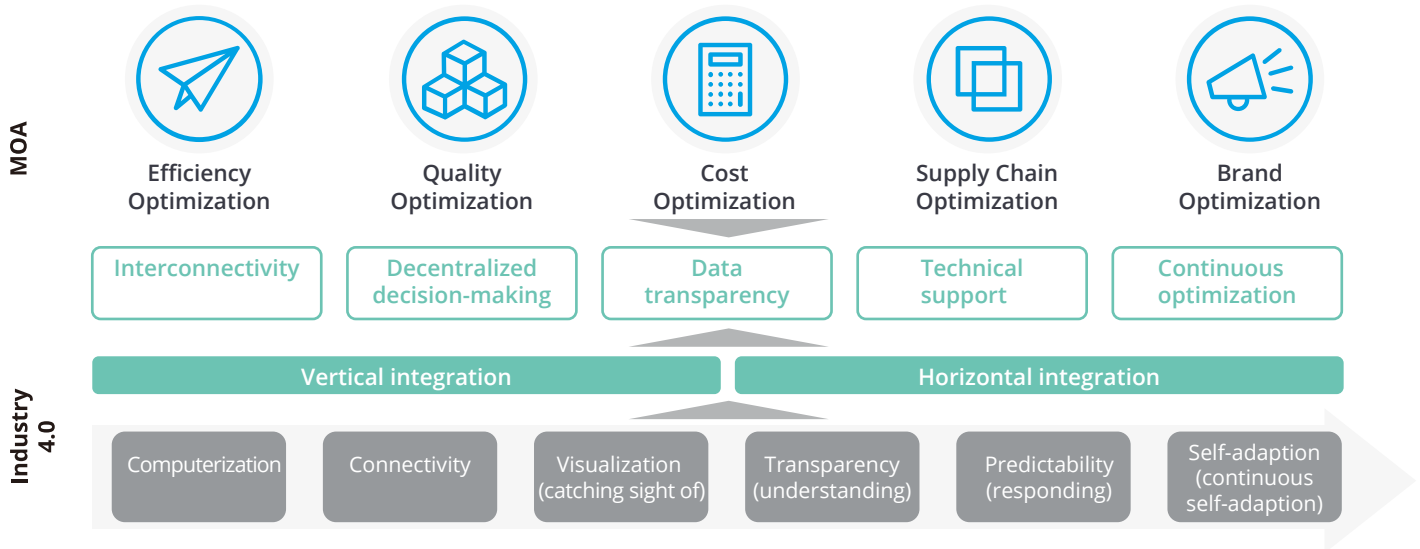 MOA
Efficiency
Optimization
Quality
Optimization
Cost
Optimization
Supply Chain
Optimization
Brand
Optimization
Interconnectivity
Decentralized
decision-making
Data
transparency
Technical
support
Continuous
optimization
Industry
4.0
Vertical integration
Horizontal integration
Computerization
Connectivity
Visualization
(catching sight of)
Transparency
(understanding)
Predictability
(responding)
Self-adaption
(continuous
self-adaption)